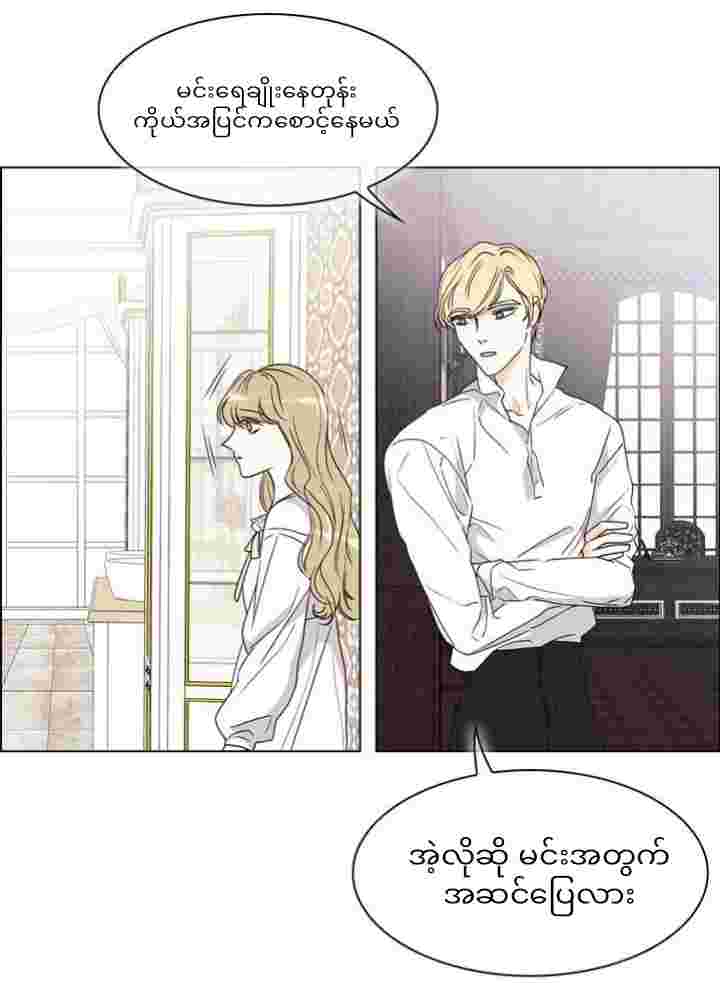 မင်းရေချိုးနေတုန်း
ကိုယ်အပြင်ကစောင့်နေမယ်
အဲ့လိုဆို မင်းအတွက်
အဆင်ပြေလား